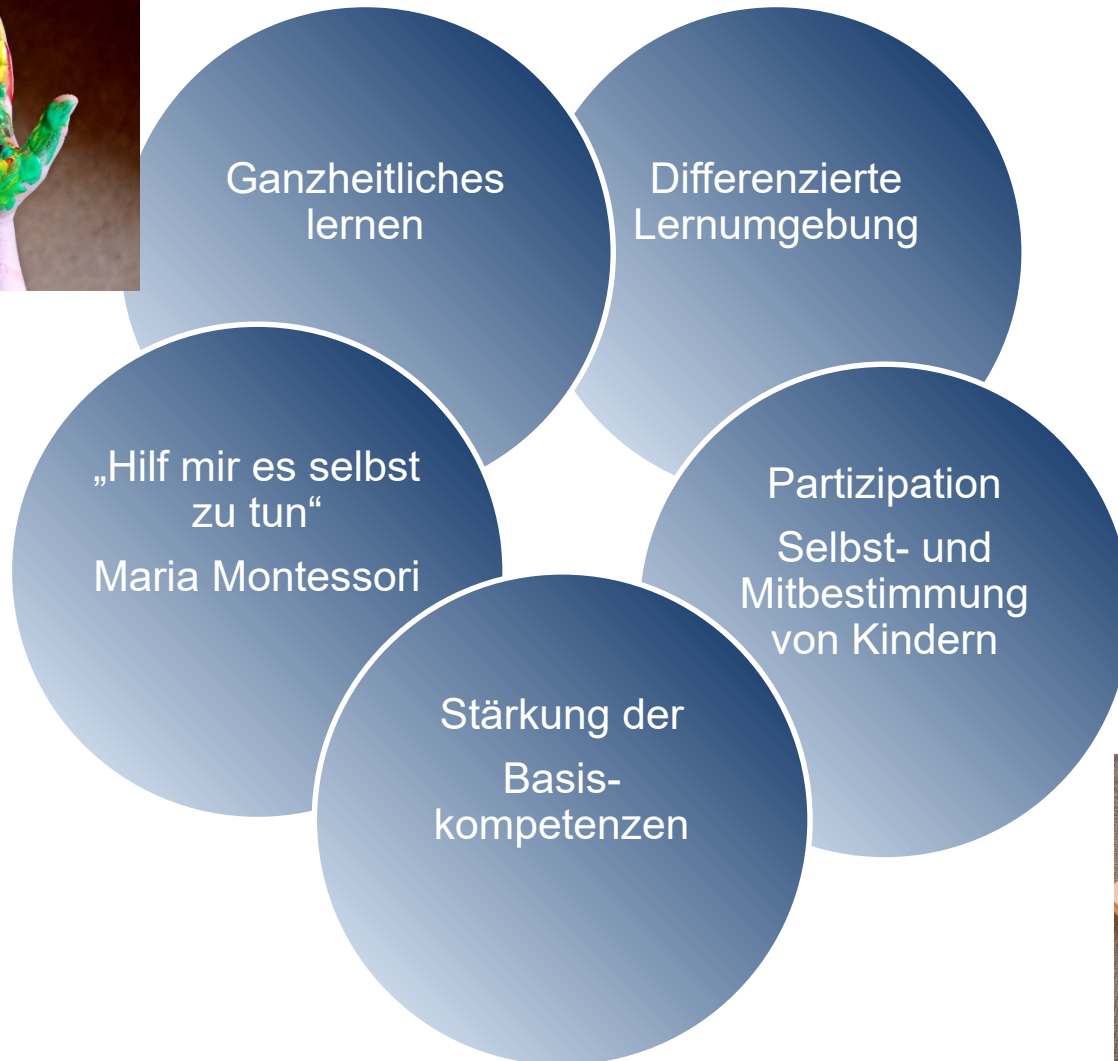 Ganzheitliches
lernen
Differenzierte
Lernumgebung
„Hilf mir es selbst
zu tun“
Maria Montessori
Partizipation
Selbst- und
Mitbestimmung
von Kindern
Stärkung der
Basis-
kompetenzen